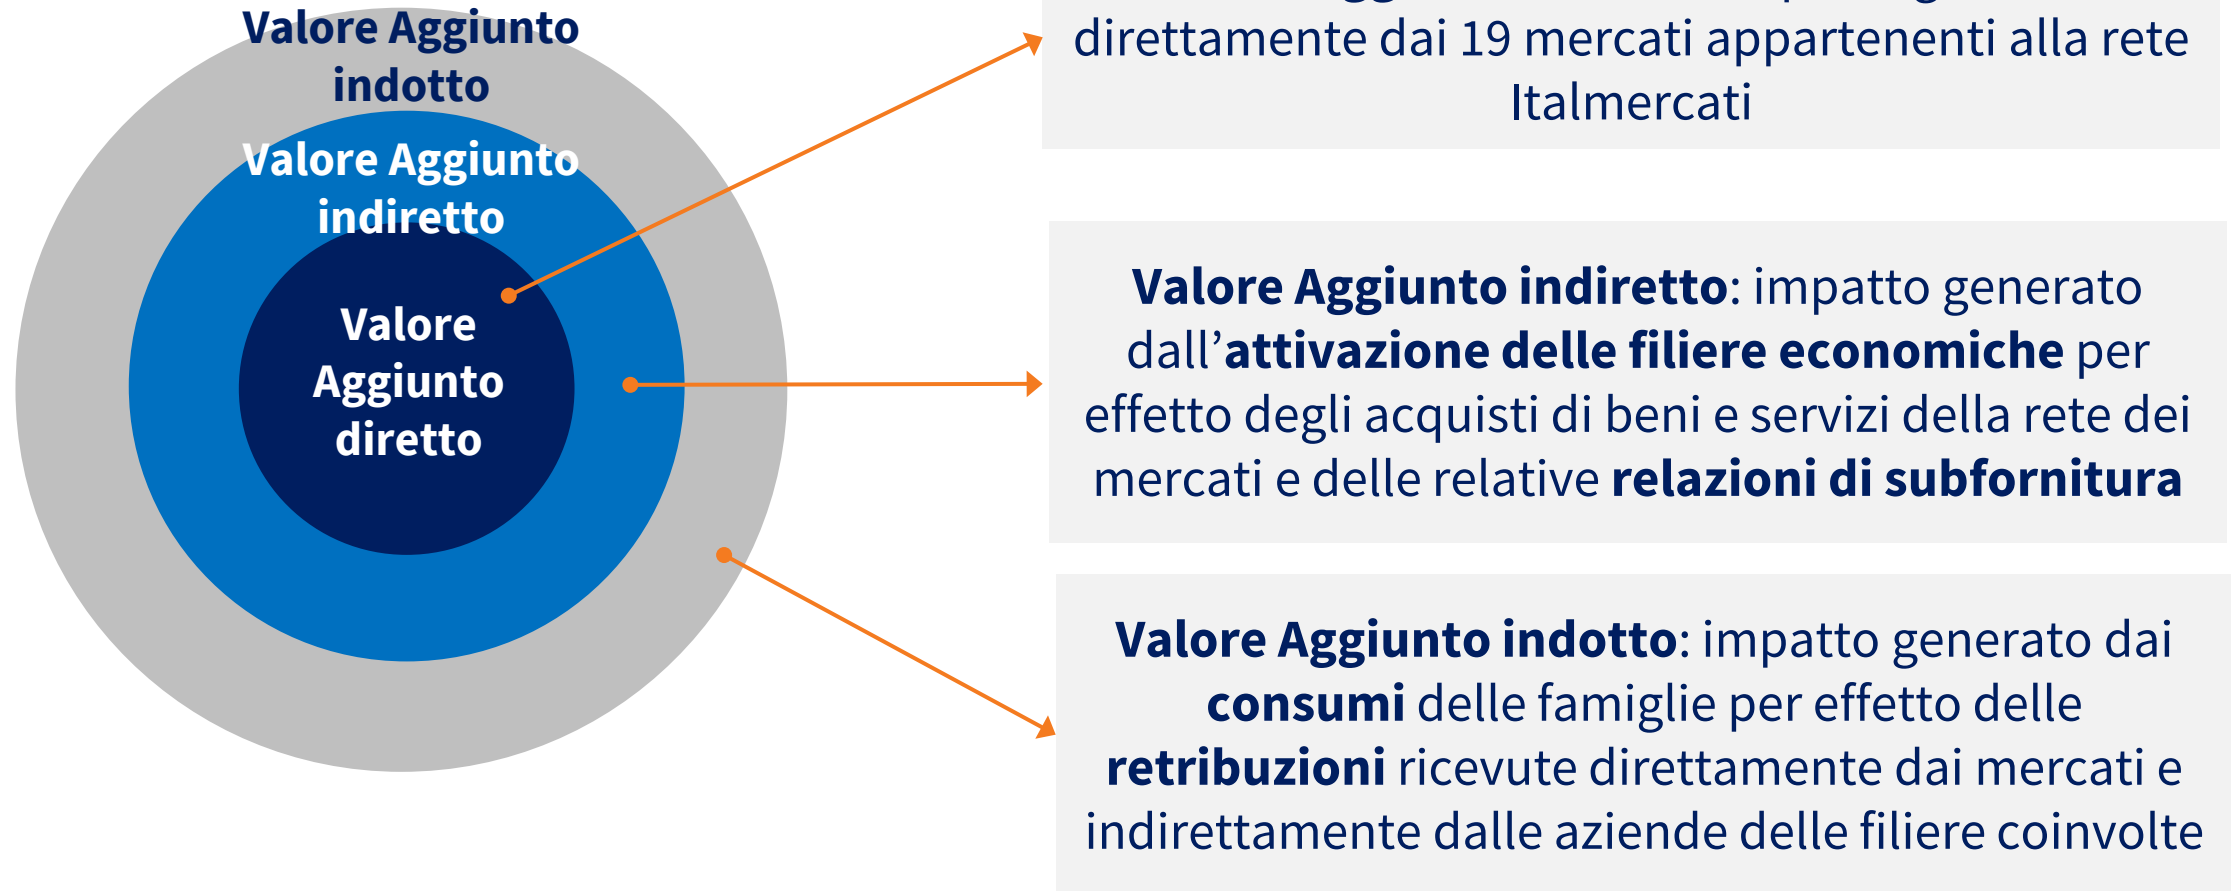 Valore Aggiunto
indotto
Valore Aggiunto
indiretto
Valore
Aggiunto
diretto
direttamente dai 19 mercati appartenenti alla rete
Italmercati
Valore Aggiunto indiretto: impatto generato
dall’attivazione delle filiere economiche per
effetto degli acquisti di beni e servizi della rete dei
mercati e delle relative relazioni di subfornitura
Valore Aggiunto indotto: impatto generato dai
consumi delle famiglie per effetto delle
retribuzioni ricevute direttamente dai mercati e
indirettamente dalle aziende delle filiere coinvolte